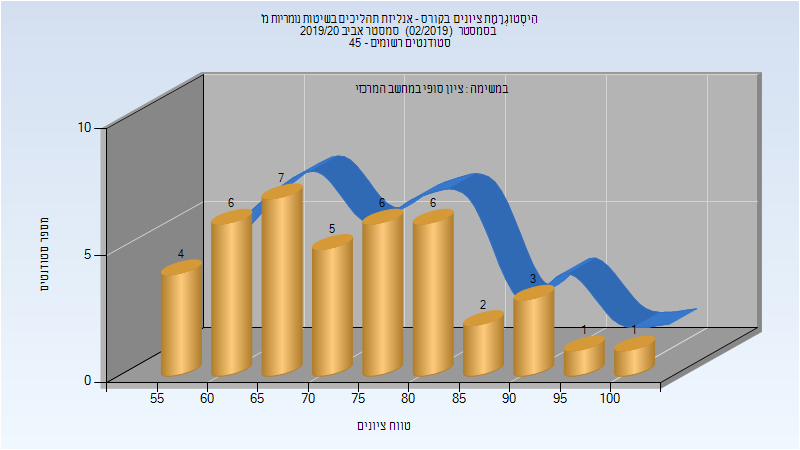 היסטוגרמת ציונים בקורס - אנליזת תהליכים בשיטות נומריות מ'
בסמסטר (02/2019) סמסטר אביב 2019/20
סטודנטים רשומים - 45
במשימה : ציון סופי במחשב המרכזי
מספר סטודנטים
10
5
0
4
6
7
5
6
6
2
3
1
1
55 60 65 70 75 80 85 90 95 100
טווח ציונים